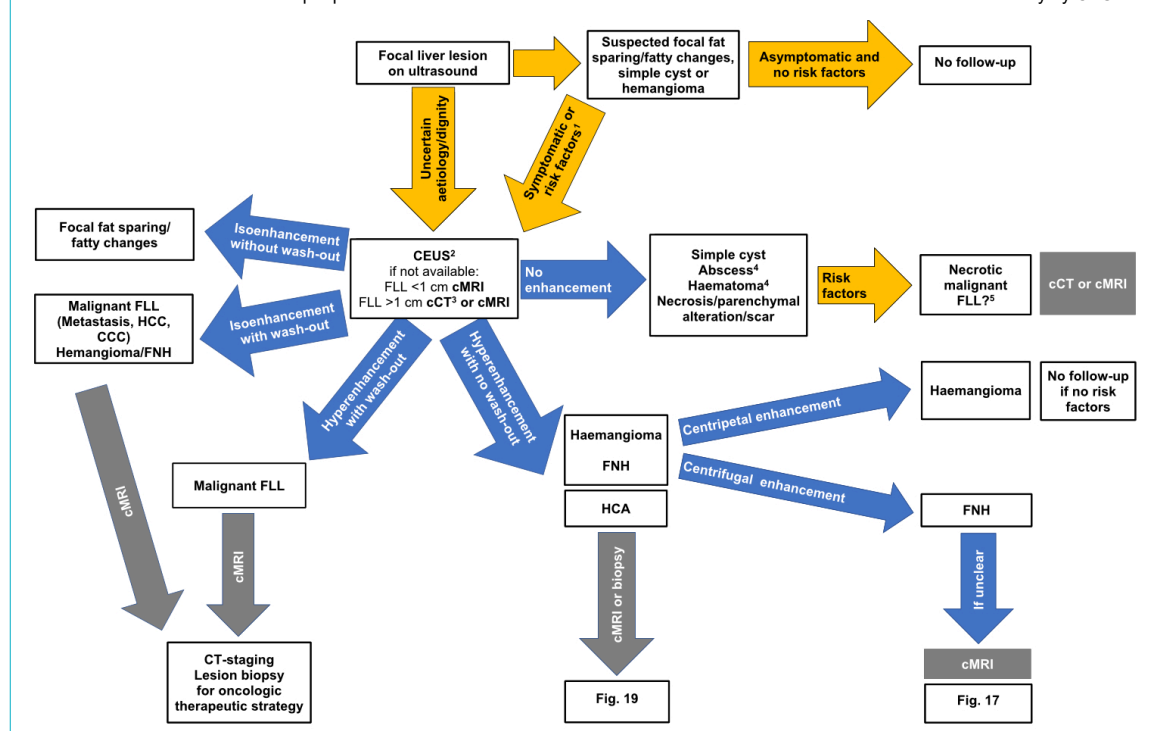 Focal liver lesion
on ultrasound
Suspected focal fat
sparing/fatty changes,
simple cyst or
hemangioma
Asymptomatic and
no risk factors
No follow-up
Uncertain
aetiology/dignity
Symptomatic or
risk factors¹
Focal fat sparing/
fatty changes
Isoenhancement
without wash-out
CEUS²
if not available:
FLL <1 cm cMRI
FLL >1 cm cCT³ or cMRI
No
enhancement
Simple cyst
Abscess⁴
Haematoma⁴
Necrosis/parenchymal
alteration/scar
Risk
factors
Necrotic
malignant
FLL?⁵
cCT or cMRI
Malignant FLL
(Metastasis, HCC,
CCC)
Hemangioma/FNH
Isoenhancement
with wash-out
Hyperenhancement
with wash-out
Hyperenhancement
with no wash-out
Haemangioma
FNH
HCA
Centripetal enhancement
Haemangioma
No follow-up
if no risk
factors
Centrifugal enhancement
FNH
cMRI
Malignant FLL
cMRI
cMRI or biopsy
If unclear
CT-staging
Lesion biopsy
for oncologic
therapeutic strategy
Fig. 19
cMRI
Fig. 17